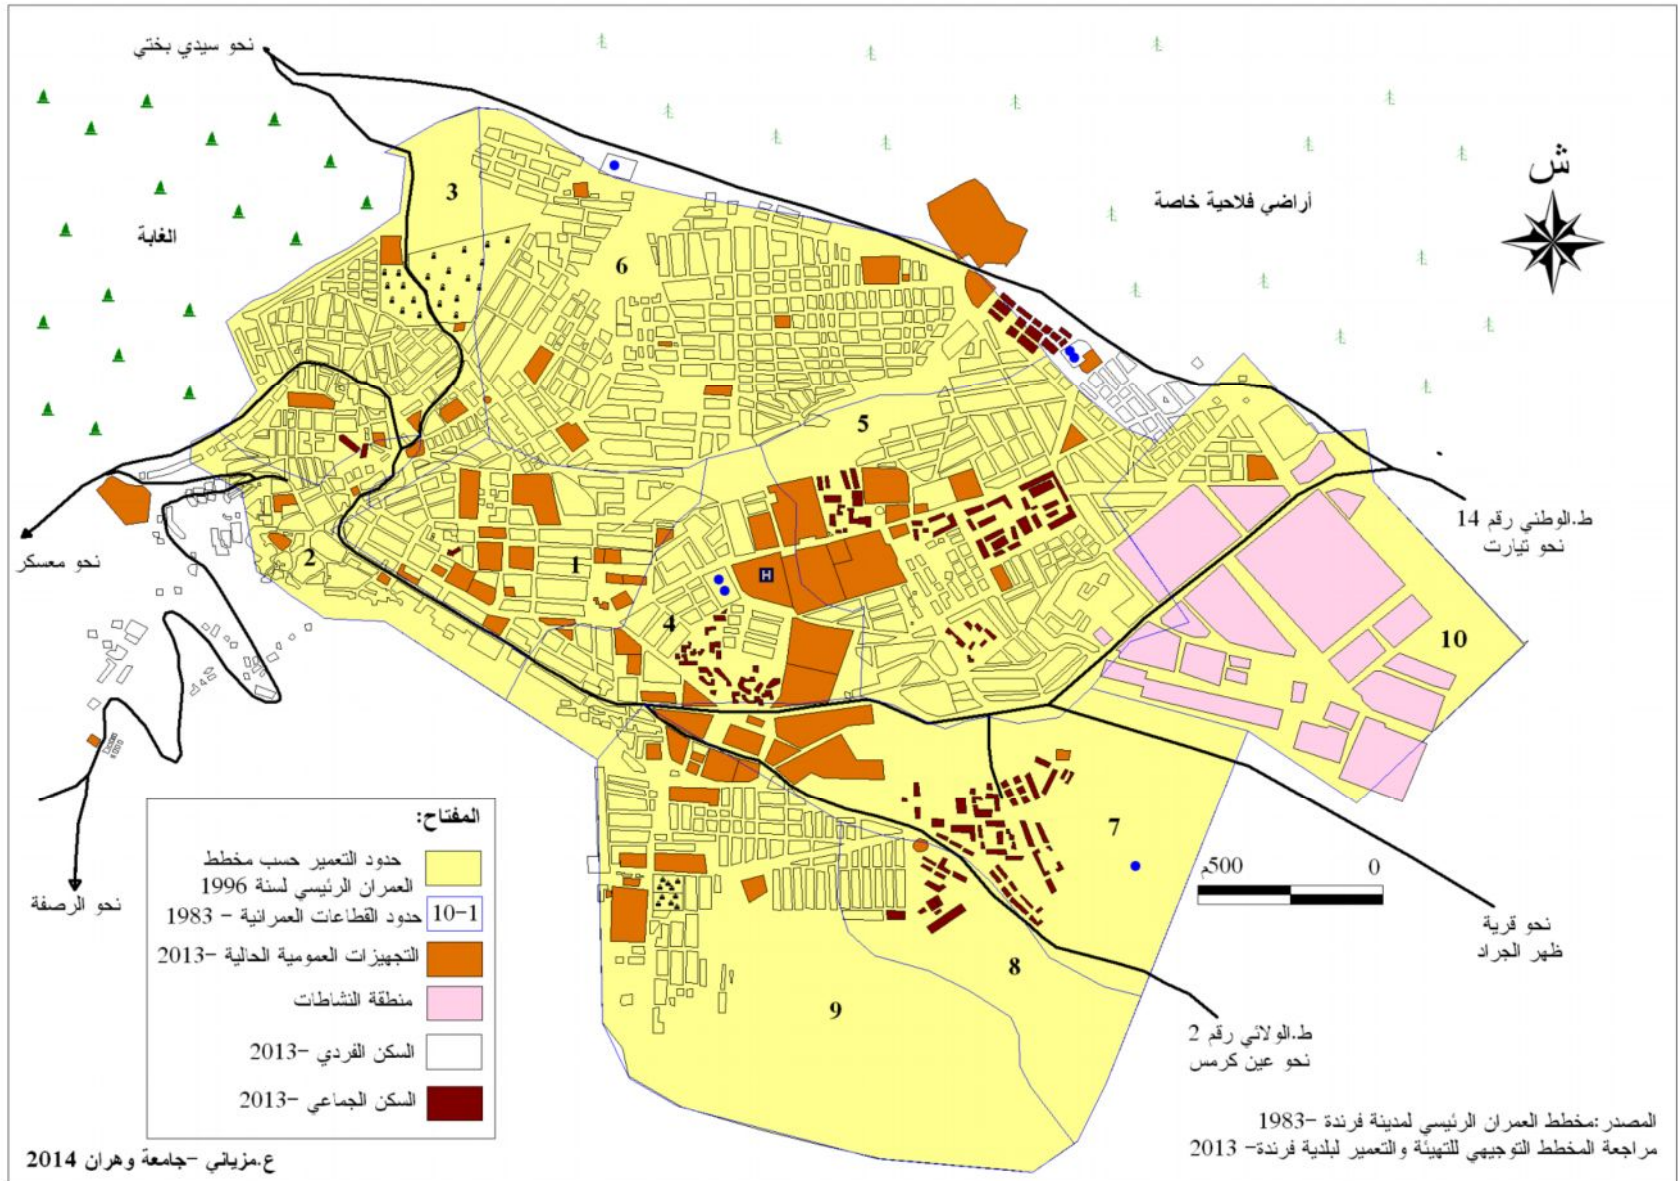 نحو سيدي بختي
ش
أراضي فلاحية خاصة
الغابة
3
6
5
ط.الوطني رقم 14
نحو تيارت
نحو معسكر
2
1
H
4
10
7
500م
0
نحو الرصفة
نحو قرية
ظهر الجراد
8
9
ط.الولائي رقم 2
نحو عين كرمس
المفتاح:
حدود التعمير حسب مخطط
العمران الرئيسي لسنة 1996
10-1
حدود القطاعات العمرانية - 1983
التجهيزات العمومية الحالية -2013
منطقة النشاطات
السكن الفردي -2013
السكن الجماعي -2013
المصدر:مخطط العمران الرئيسي لمدينة فرندة -1983
مراجعة المخطط التوجيهي للتهيئة والتعمير لبلدية فرندة- 2013
ع.مزياني -جامعة وهران 2014